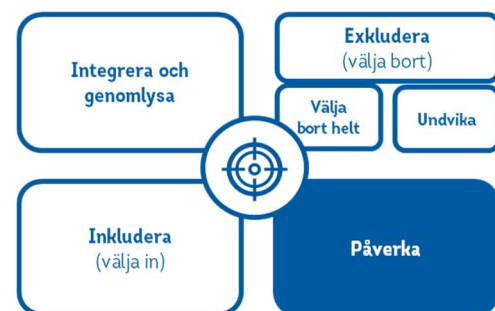 Integrera och
genomlysa
Exkludera
(välja bort)
Välja
bort helt
Undvika
Inkludera
(välja in)
Påverka